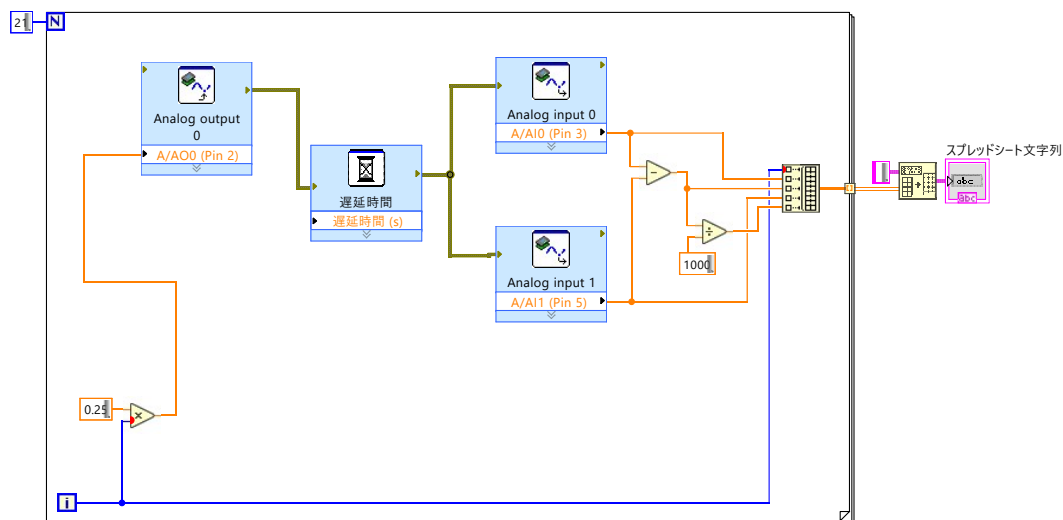 21
N
Analog output
0
A/AO0 (Pin 2)
遅延時間
遅延時間 (s)
Analog input 0
A/AI0 (Pin 3)
-
÷
1000
Analog input 1
A/AI1 (Pin 5)
スプレッドシート文字列
abc
abc
0.25
×
i